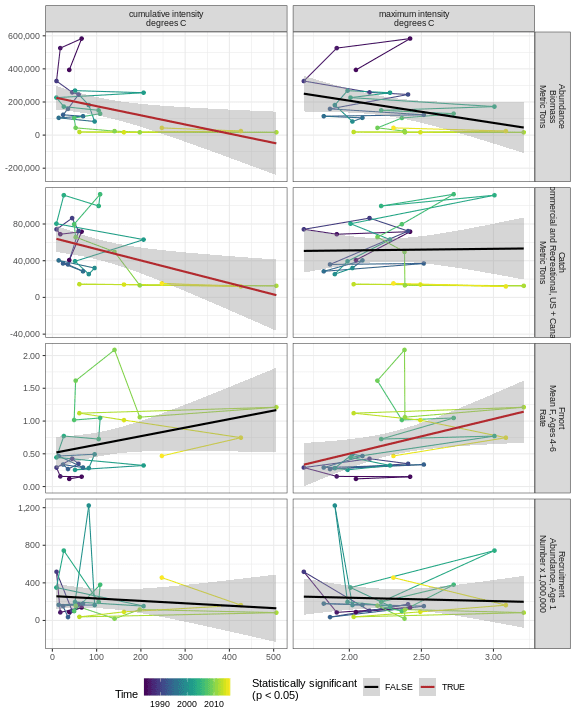 cumulative intensity
degrees C
maximum intensity
degrees C
600,000
400,000
200,000
0
-200,000
Abundance
Biomass
Metric Tons
80,000
40,000
0
-40,000
Catch
and Recreational, US +
Metric Tons
2.00
1.50
1.00
0.50
0.00
Fmort
Mean F, Ages 4-6
Rate
1,200
800
400
0
Recruitment
Abundance, Age 1
Number x 1,000,000
0 100 200 300 400 500
2.00 2.50 3.00
Time
1990 2000 2010
Statistically significant
(p < 0.05)
FALSE
TRUE